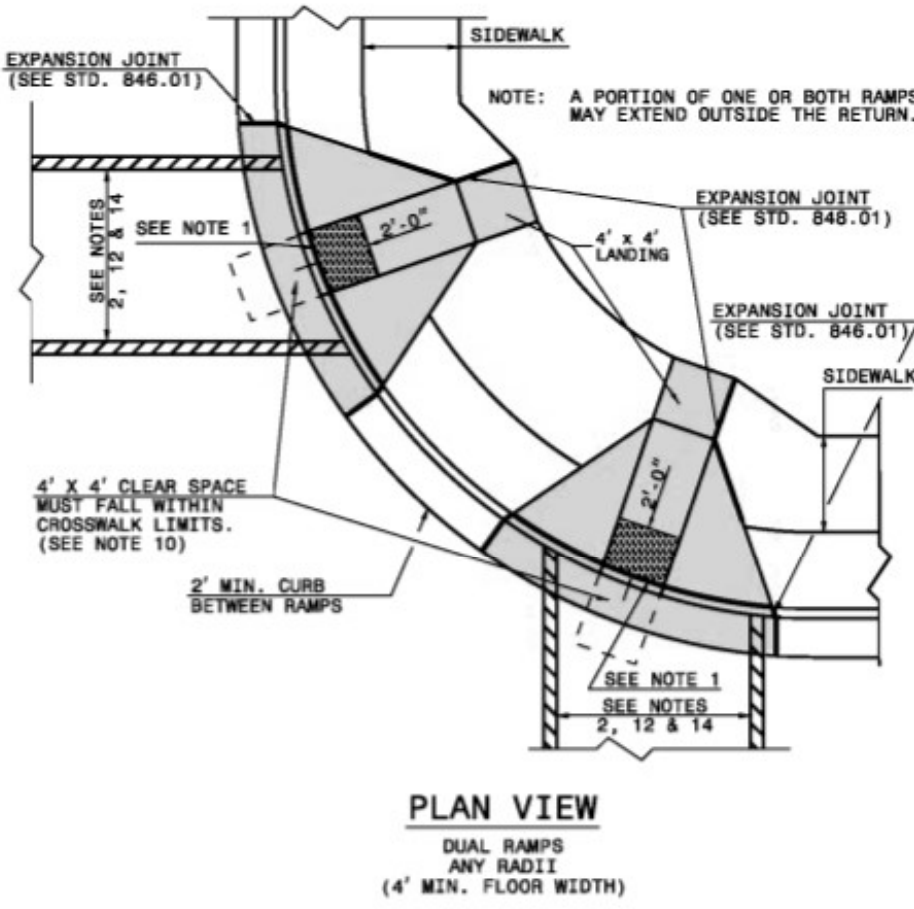 SIDEWALK
EXPANSION JOINT
(SEE STD. 846.01)
NOTE: A PORTION OF ONE OR BOTH RAMPS
MAY EXTEND OUTSIDE THE RETURN.
EXPANSION JOINT
(SEE STD. 848.01)
SEE NOTES
2, 12 & 14
SEE NOTE 1
2'-0"
4' x 4'
LANDING
EXPANSION JOINT
(SEE STD. 846.01)
SIDEWALK
2'-0"
4' X 4' CLEAR SPACE
MUST FALL WITHIN
CROSSWALK LIMITS.
(SEE NOTE 10)
2' MIN. CURB
BETWEEN RAMPS
SEE NOTE 1
SEE NOTES
2, 12 & 14
PLAN VIEW
DUAL RAMPS
ANY RADII
(4' MIN. FLOOR WIDTH)